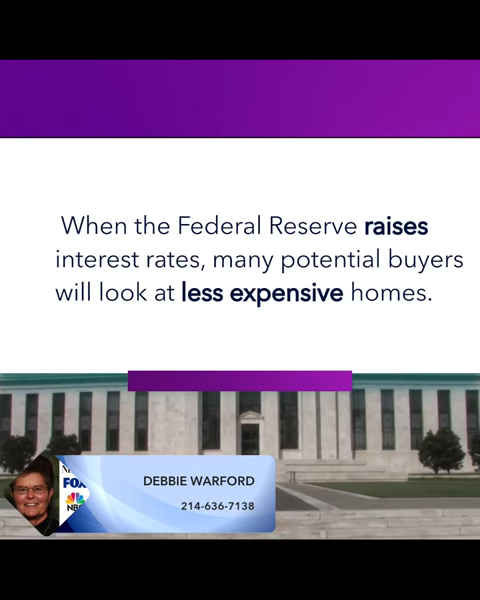 When the Federal Reserve raises
interest rates, many potential buyers
will look at less expensive homes.
FOX
NBC
DEBBIE WARFORD
214-636-7138